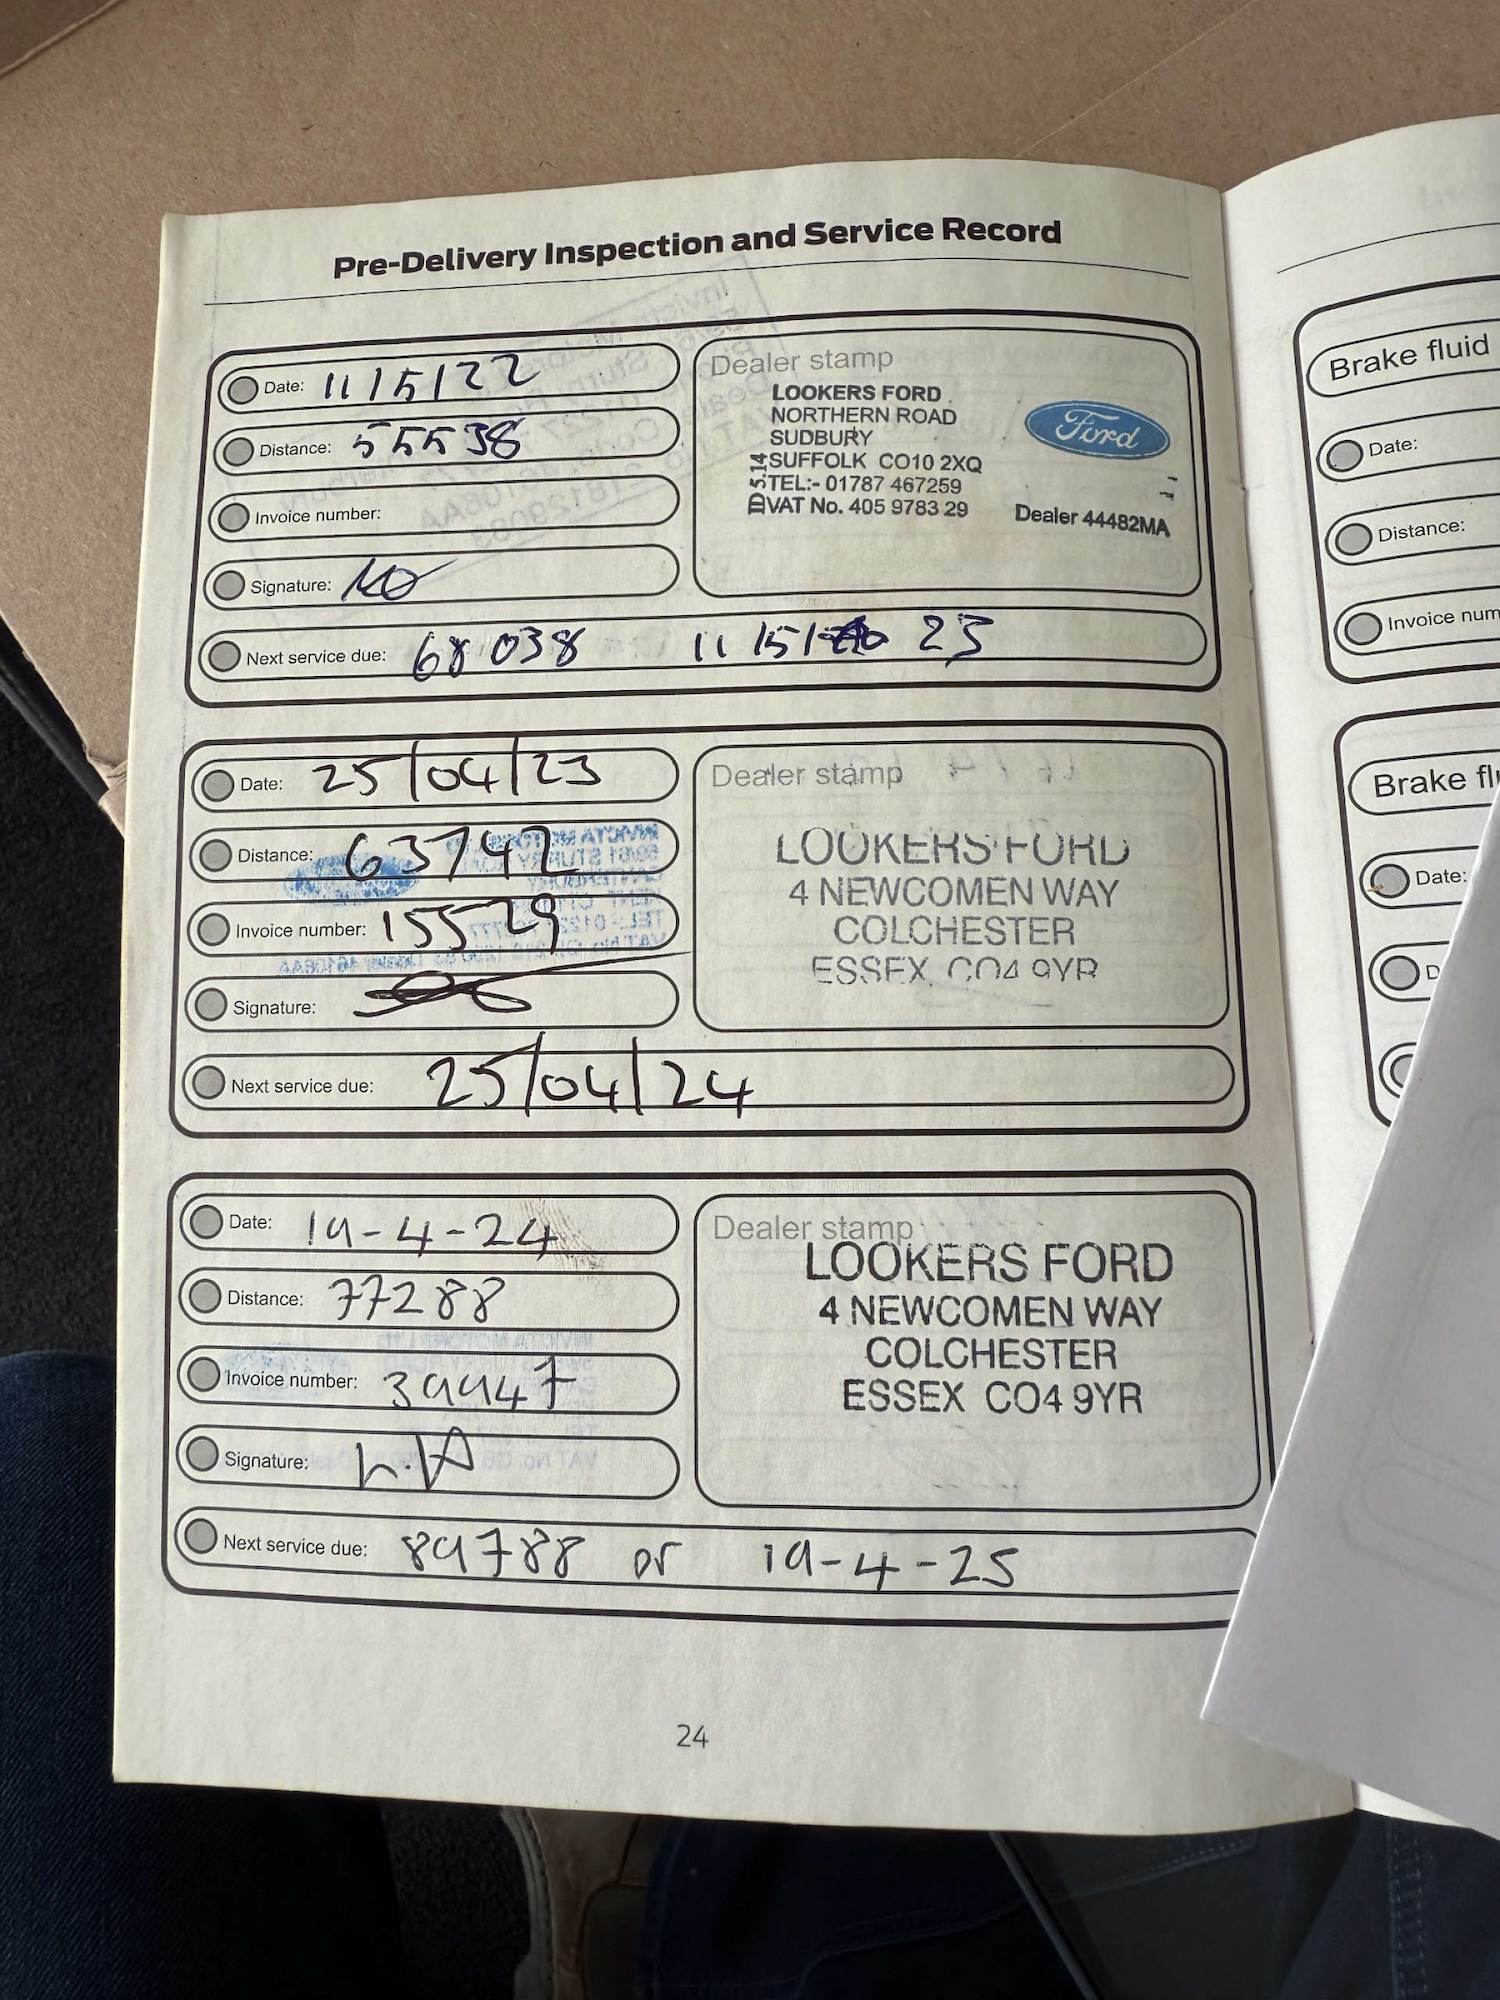 Pre-Delivery Inspection and Service Record
Date: 11/5/22
Distance: 55538
Invoice number:
Signature:
Dealer stamp
LOOKERS FORD
NORTHERN ROAD
SUDBURY
SUFFOLK CO10 2XQ
TEL:- 01787 467259
VAT No. 405 9783 29
Ford
Dealer 44482MA
Next service due: 68038 11/5/ 23
Date: 25/04/23
Distance: 63742
Invoice number: 15529
Signature:
Dealer stamp
LOOKERS FORD
4 NEWCOMEN WAY
COLCHESTER
ESSEX CO4 9YR
Next service due: 25/04/24
Date: 19-4-24
Distance: 77288
Invoice number: 39947
Signature:
Dealer stamp
LOOKERS FORD
4 NEWCOMEN WAY
COLCHESTER
ESSEX CO4 9YR
Next service due: 89788 or 19-4-25
24
Brake fluid
Date:
Distance:
Invoice num
Brake flu
Date:
D